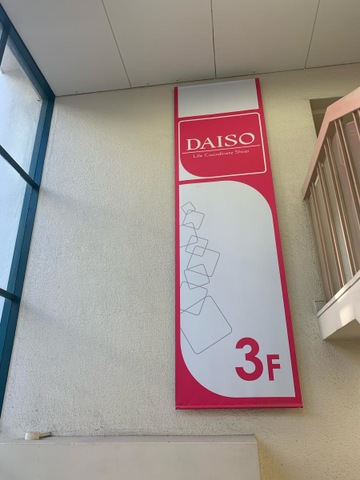 DAISO
Life Coordinate Shop
3F